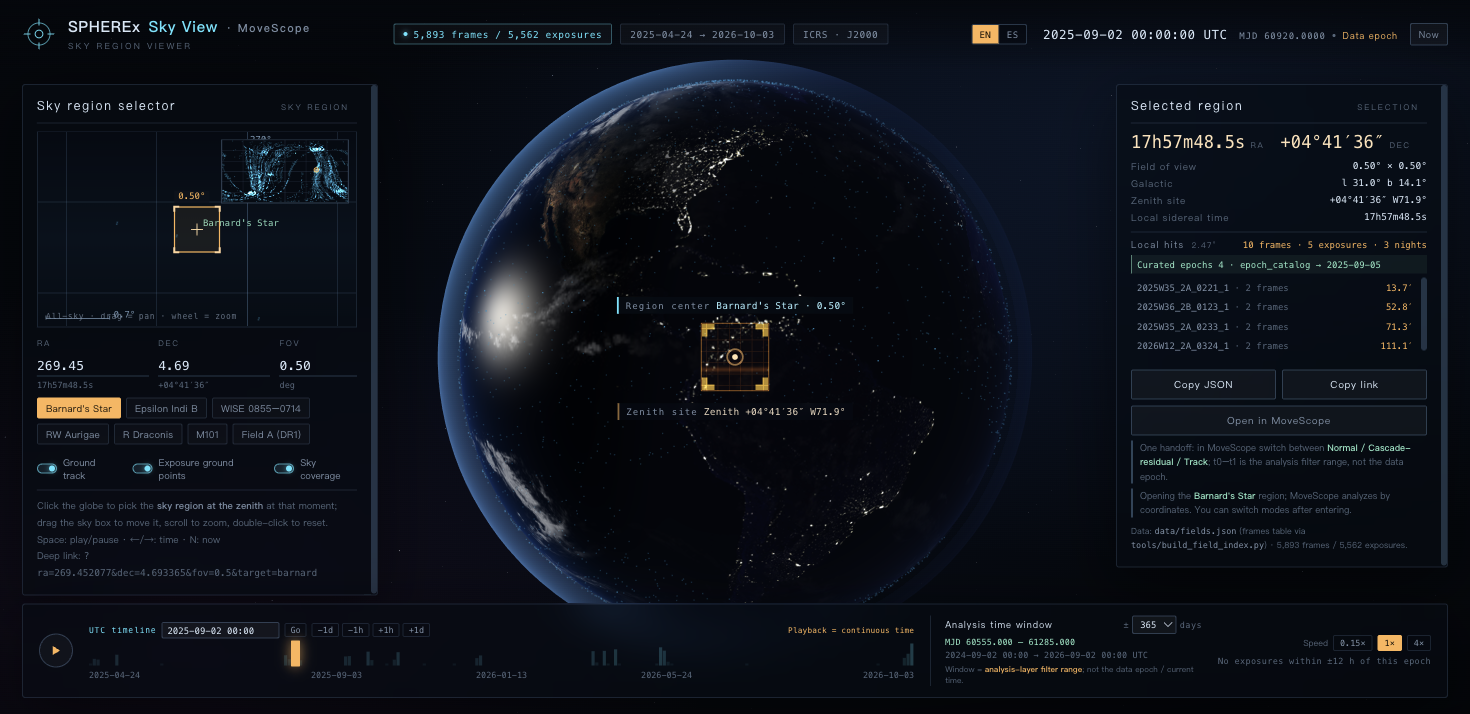 SPHEREx Sky View · MoveScope
SKY REGION VIEWER
5,893 frames / 5,562 exposures
2025-04-24 → 2026-10-03
ICRS · J2000
EN ES
2025-09-02 00:00:00 UTC
MJD 60920.0000 • Data epoch
Now
Sky region selector
SKY REGION
270°
0.50°
Barnard's Star
All-sky · drag = pan · wheel = zoom
0.7°
RA
DEC
FOV
269.45
4.69
0.50
17h57m48.5s
+04°41′36″
deg
Barnard's Star
Epsilon Indi B
WISE 0855−0714
RW Aurigae
R Draconis
M101
Field A (DR1)
Ground track
Exposure ground points
Sky coverage
Click the globe to pick the sky region at the zenith at that moment;
drag the sky box to move it, scroll to zoom, double-click to reset.
Space: play/pause · ←/→: time · N: now
Deep link: ?
ra=269.452077&dec=4.693365&fov=0.5&target=barnard
Region center Barnard's Star · 0.50°
Zenith site Zenith +04°41′36″ W71.9°
Selected region
SELECTION
17h57m48.5s RA +04°41′36″ DEC
Field of view 0.50° × 0.50°
Galactic l 31.0° b 14.1°
Zenith site +04°41′36″ W71.9°
Local sidereal time 17h57m48.5s
Local hits 2.47° 10 frames · 5 exposures · 3 nights
Curated epochs 4 · epoch_catalog → 2025-09-05
2025W35_2A_0221_1 · 2 frames 13.7′
2025W36_2B_0123_1 · 2 frames 52.8′
2025W35_2A_0233_1 · 2 frames 71.3′
2026W12_2A_0324_1 · 2 frames 111.1′
Copy JSON
Copy link
Open in MoveScope
One handoff: in MoveScope switch between Normal / Cascade-
residual / Track; t0–t1 is the analysis filter range, not the data
epoch.
Opening the Barnard's Star region; MoveScope analyzes by
coordinates. You can switch modes after entering.
Data: data/fields.json (frames table via
tools/build_field_index.py) · 5,893 frames / 5,562 exposures.
UTC timeline 2025-09-02 00:00 Go −1d −1h +1h +1d
Playback = continuous time
2025-04-24
2025-09-03
2026-01-13
2026-05-24
2026-10-03
Analysis time window ± 365 days
MJD 60555.000 – 61285.000
2024-09-02 00:00 → 2026-09-02 00:00 UTC
Window = analysis-layer filter range; not the data epoch / current
time.
Speed 0.15× 1× 4×
No exposures within ±12 h of this epoch